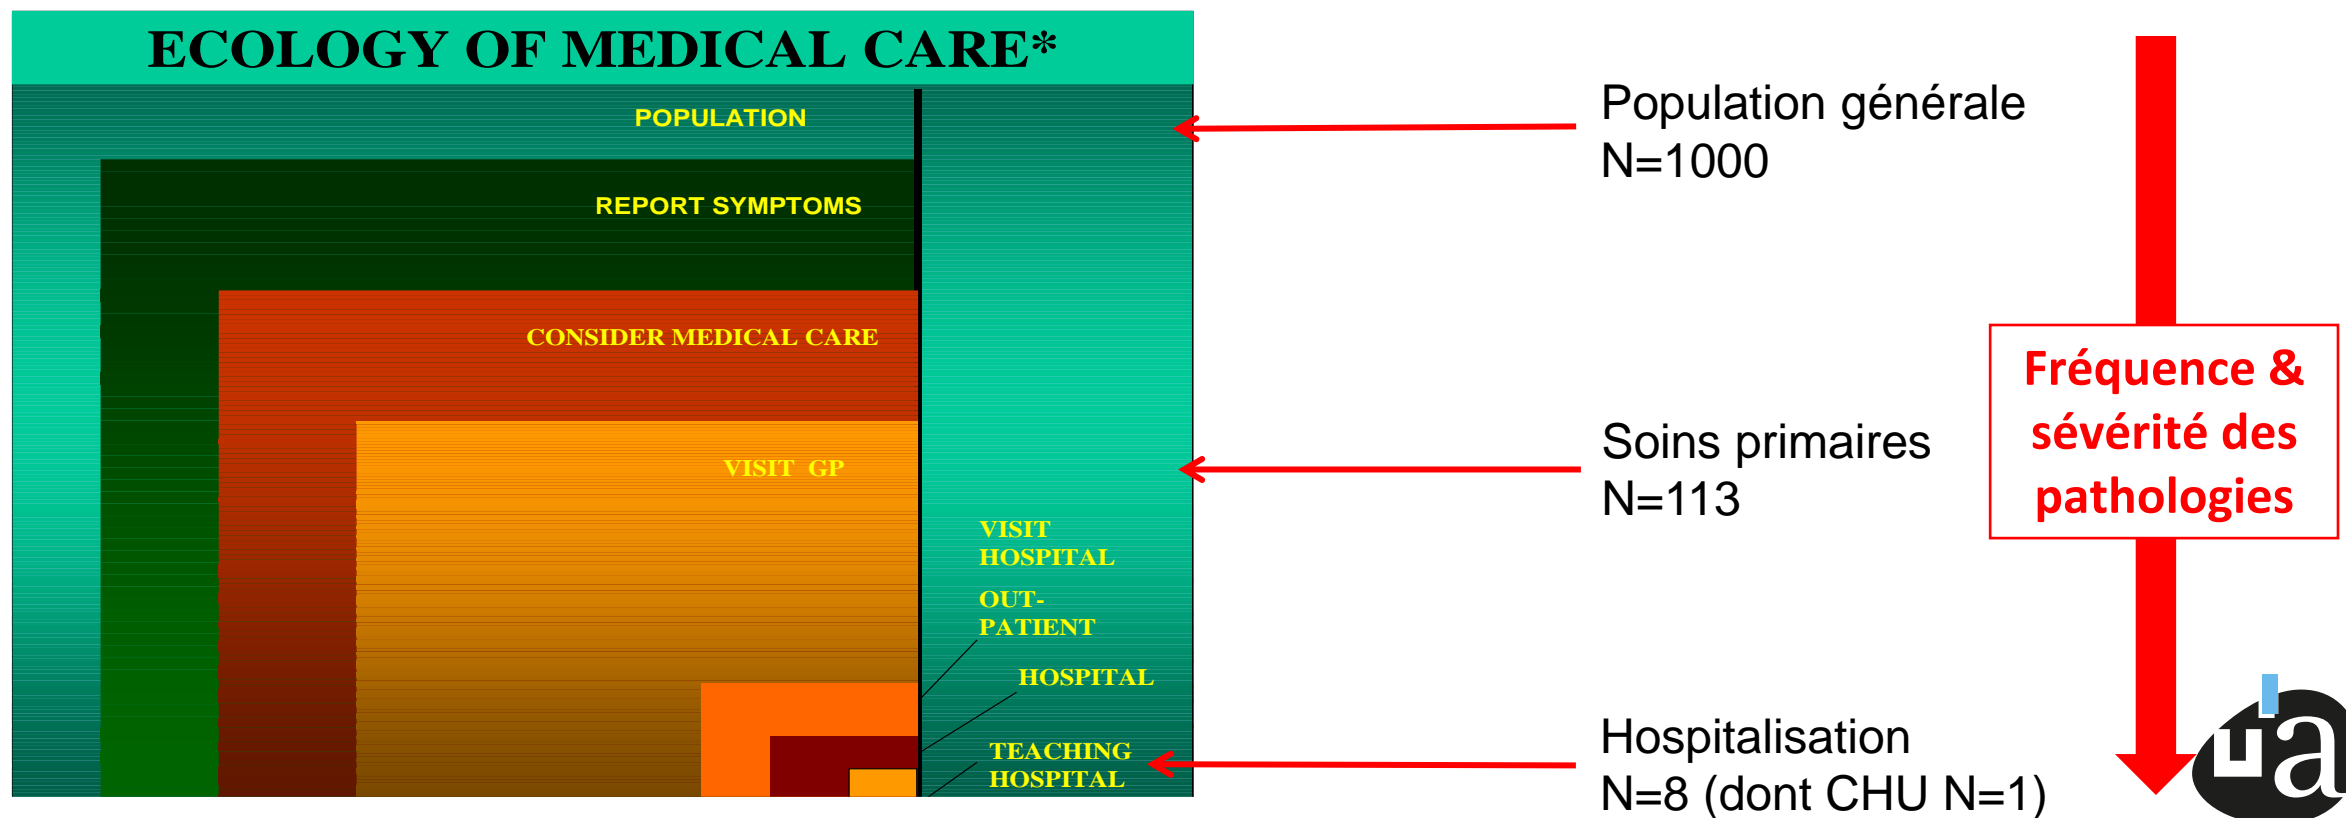 ECOLOGY OF MEDICAL CARE*
POPULATION
REPORT SYMPTOMS
CONSIDER MEDICAL CARE
VISIT GP
VISIT
HOSPITAL
OUT-
PATIENT
HOSPITAL
TEACHING
HOSPITAL
Population générale
N=1000
Soins primaires
N=113
Hospitalisation
N=8 (dont CHU N=1)
Fréquence &
sévérité des
pathologies
ua